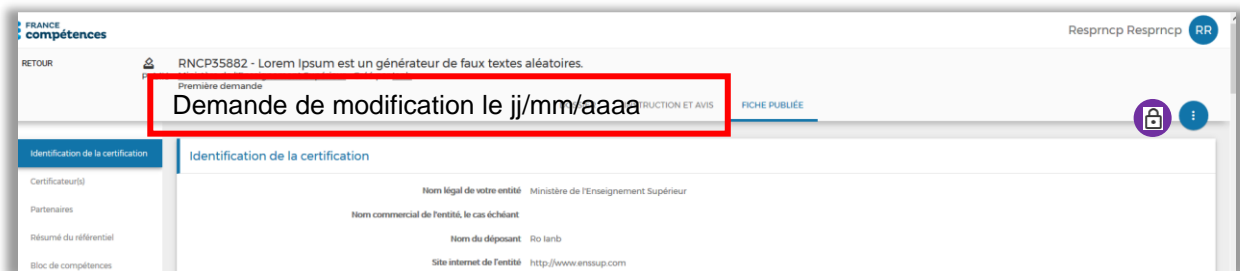 FRANCE
compétences
Resprncp Resprncp RR
RETOUR
RNCP35882 - Lorem Ipsum est un générateur de faux textes aléatoires.
Première demande
Demande de modification le jj/mm/aaaa
ET AVIS
FICHE PUBLIÉE
Identification de la certification
Identification de la certification
Certificateur(s)
Nom légal de votre entité Ministère de l'Enseignement Supérieur
Partenaires
Nom commercial de l'entité, le cas échéant
Résumé du référentiel
Nom du déposant Ro Ianb
Bloc de compétences
Site internet de l'entité http://www.enssup.com